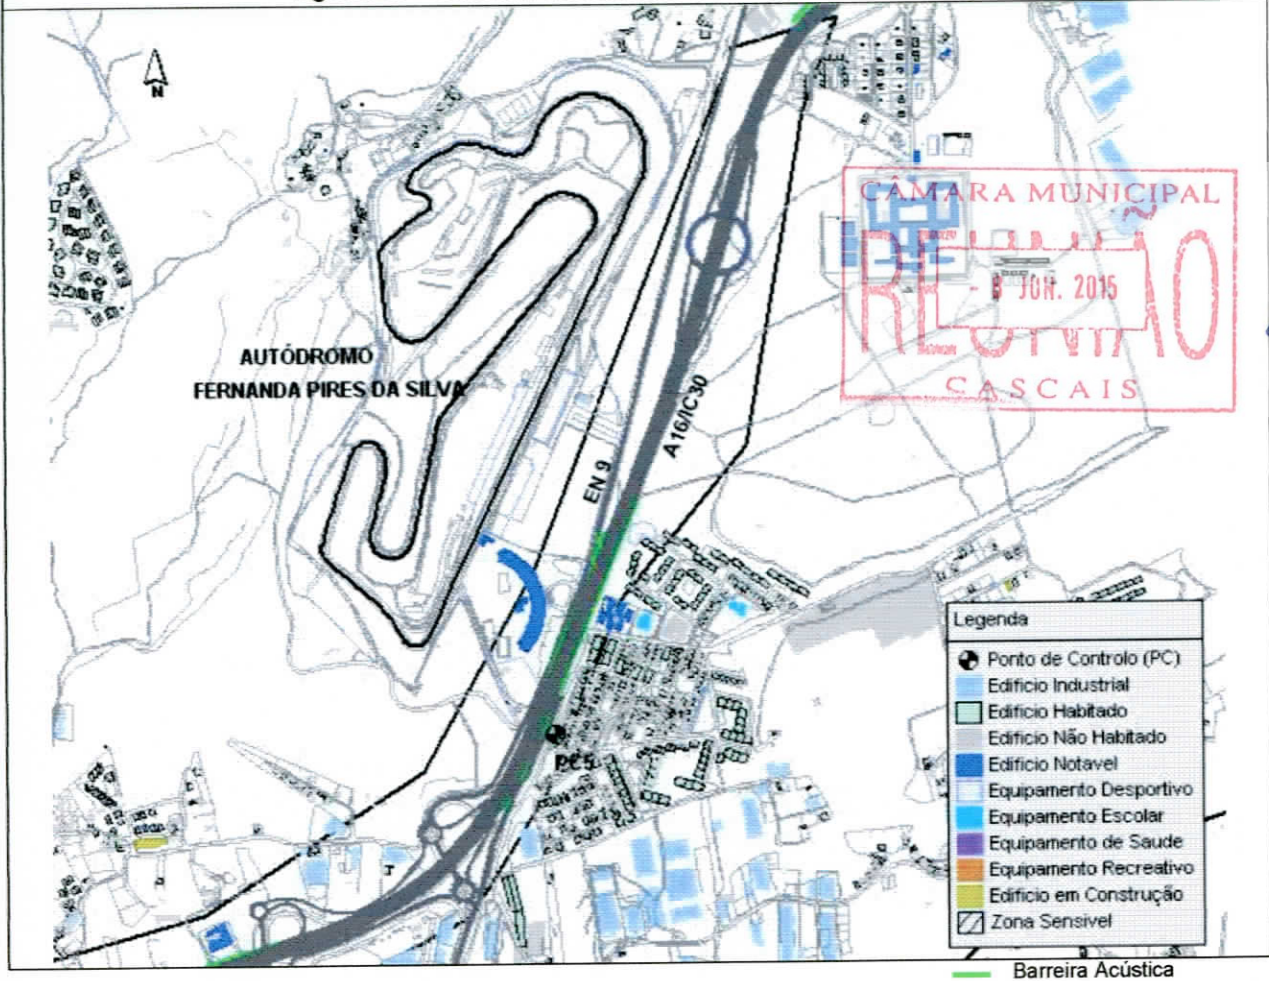 N
CÂMARA MUNICIPAL
REUNIÃO
- 8 JUN. 2015
CASCAIS
AUTÓDROMO
FERNANDA PIRES DA SILVA
A16/IC30
EN 9
PC5
Legenda
Ponto de Controlo (PC)
Edificio Industrial
Edificio Habitado
Edificio Não Habitado
Edificio Notavel
Equipamento Desportivo
Equipamento Escolar
Equipamento de Saude
Equipamento Recreativo
Edificio em Construção
Zona Sensivel
Barreira Acústica